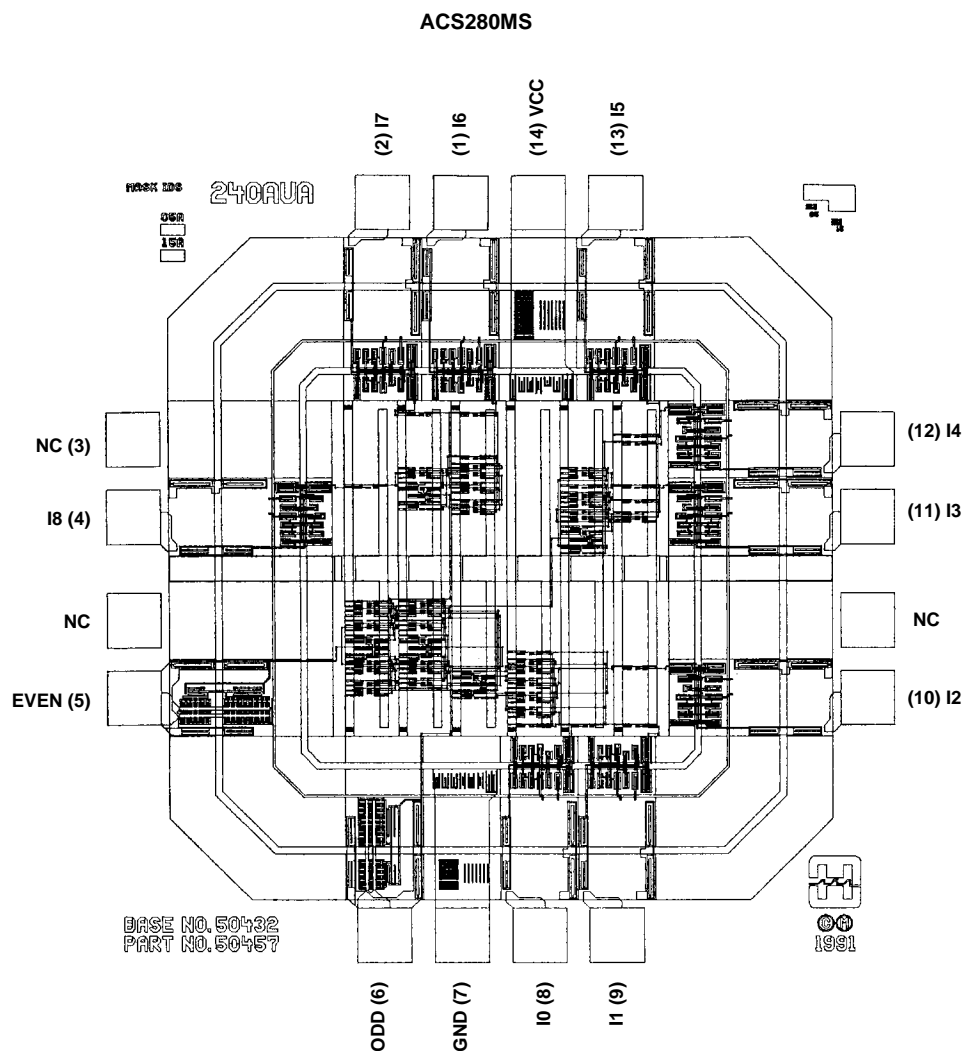 ACS280MS
(2) I7
(1) I6
(14) VCC
(13) I5
MASK IDS
240AUA
05A
15A
NC (3)
(12) I4
I8 (4)
(11) I3
NC
NC
EVEN (5)
(10) I2
BASE NO. 50432
PART NO. 50457
1991
ODD (6)
GND (7)
I0 (8)
I1 (9)